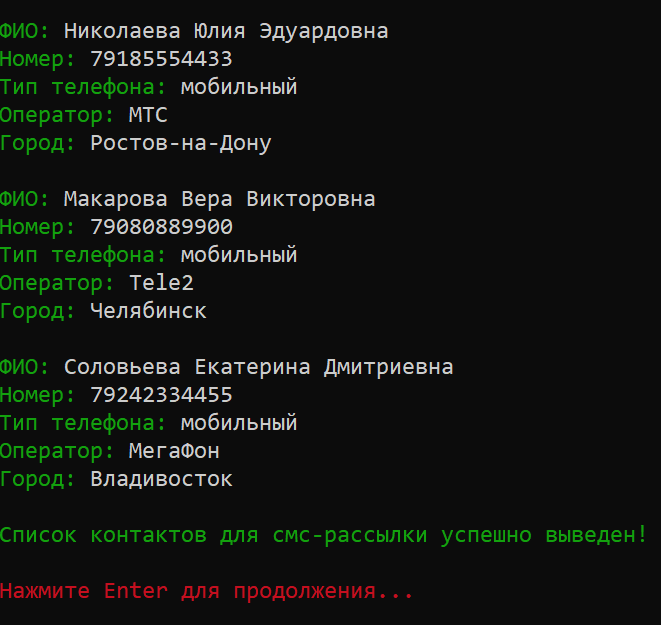 ФИО: Николаева Юлия Эдуардовна
Номер: 79185554433
Тип телефона: мобильный
Оператор: МТС
Город: Ростов-на-Дону
ФИО: Макарова Вера Викторовна
Номер: 79080889900
Тип телефона: мобильный
Оператор: Tele2
Город: Челябинск
ФИО: Соловьева Екатерина Дмитриевна
Номер: 79242334455
Тип телефона: мобильный
Оператор: МегаФон
Город: Владивосток
Список контактов для смс-рассылки успешно выведен!
Нажмите Enter для продолжения...